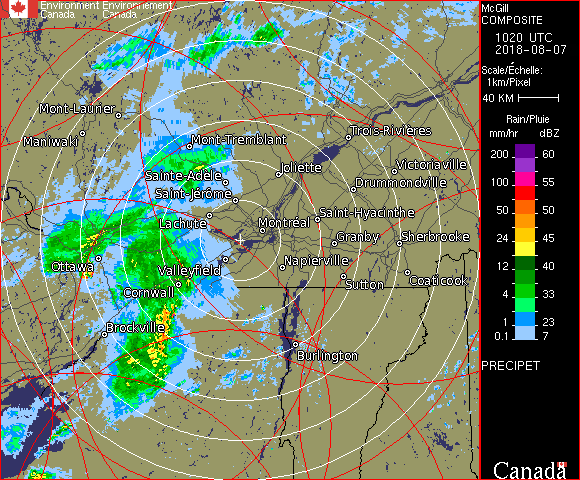 Environment Environnement
Canada Canada
McGill
COMPOSITE
1020 UTC
2018-08-07
Scale/Échelle:
1km/Pixel
40 KM
Rain/Pluie
mm/hr dBZ
200 60
100 55
50 50
24 45
12 40
4 33
1 23
0.1 7
PRECIPET
Canada
Mont-Laurier
Maniwaki
Mont-Tremblant
Trois-Rivières
Joliette
Victoriaville
Sainte-Adèle
Drummondville
Saint-Jérôme
Lachute
Saint-Hyacinthe
Montréal
Granby
Sherbrooke
Ottawa
Valleyfield
Napierville
Cornwall
Sutton
Coaticook
Brockville
Burlington